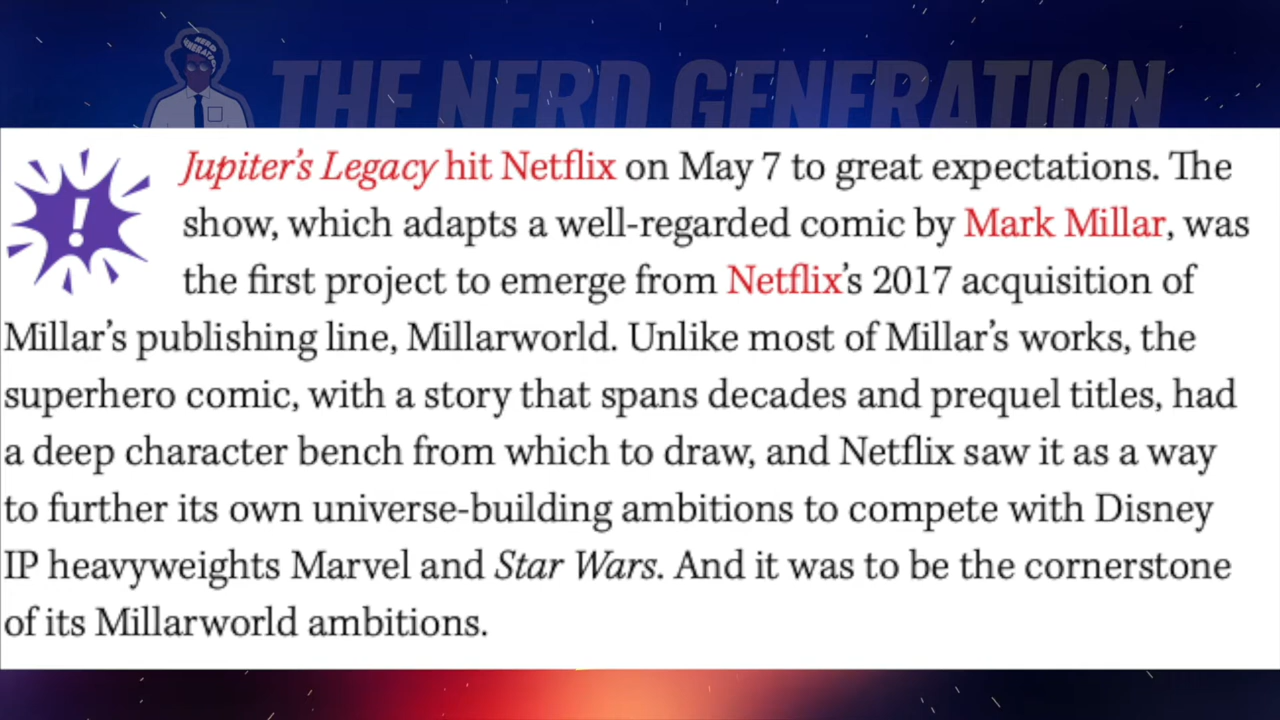 THE NERD GENERATION
Jupiter's Legacy hit Netflix on May 7 to great expectations. The
show, which adapts a well-regarded comic by Mark Millar, was
the first project to emerge from Netflix's 2017 acquisition of
Millar's publishing line, Millarworld. Unlike most of Millar's works, the
superhero comic, with a story that spans decades and prequel titles, had
a deep character bench from which to draw, and Netflix saw it as a way
to further its own universe-building ambitions to compete with Disney
IP heavyweights Marvel and Star Wars. And it was to be the cornerstone
of its Millarworld ambitions.